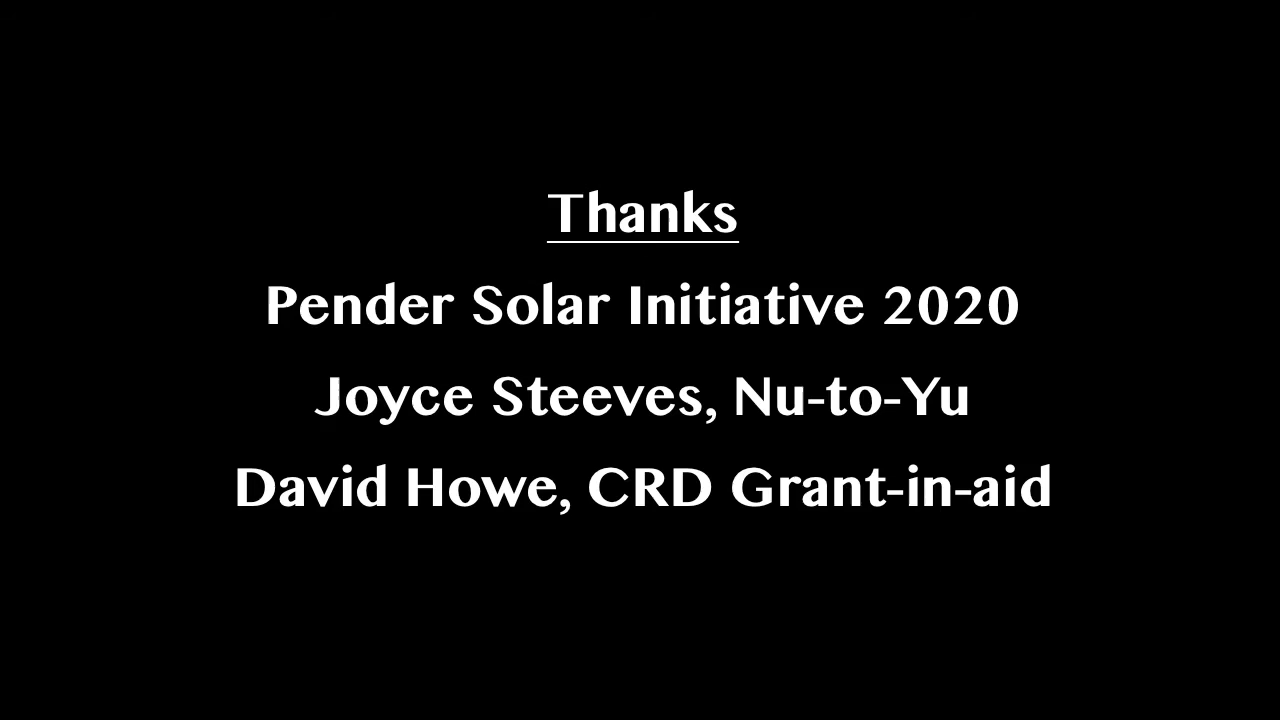 Thanks
Pender Solar Initiative 2020
Joyce Steeves, Nu-to-Yu
David Howe, CRD Grant-in-aid